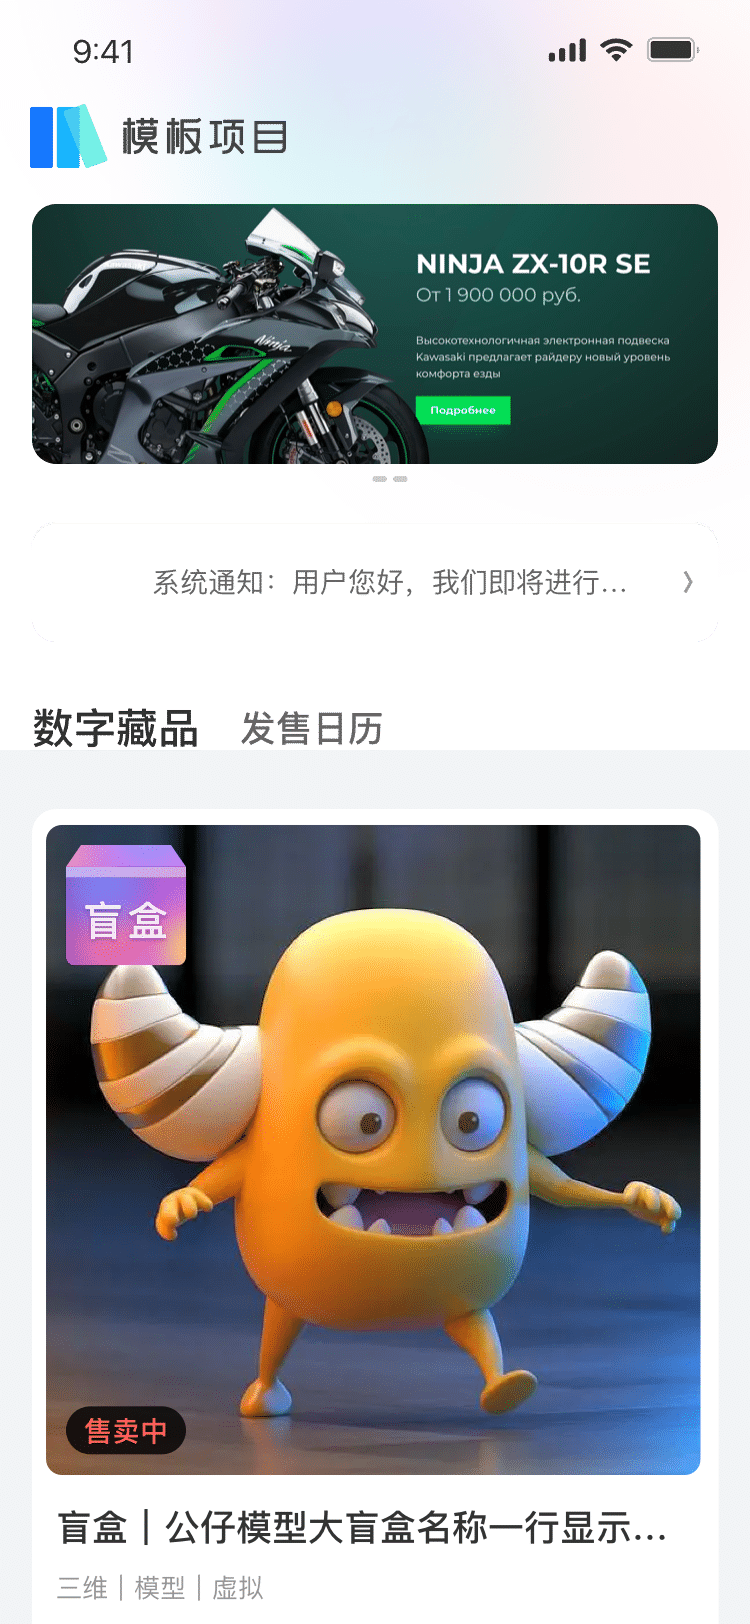 9:41
模板项目
NINJA ZX-10R SE
От 1 900 000 руб.
Высокотехнологичная электронная подвеска
Kawasaki предлагает райдеру новый уровень
комфорта езды
Подробнее
Ninja
系统通知：用户您好，我们即将进行...
数字藏品 发售日历
盲盒
售卖中
盲盒｜公仔模型大盲盒名称一行显示...
三维｜模型｜虚拟